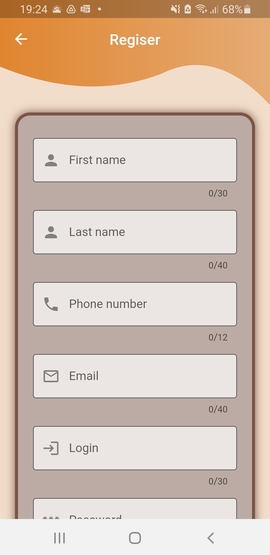 19:24 68%
Regiser
First name
0/30
Last name
0/40
Phone number
0/12
Email
0/40
Login
0/30
Password